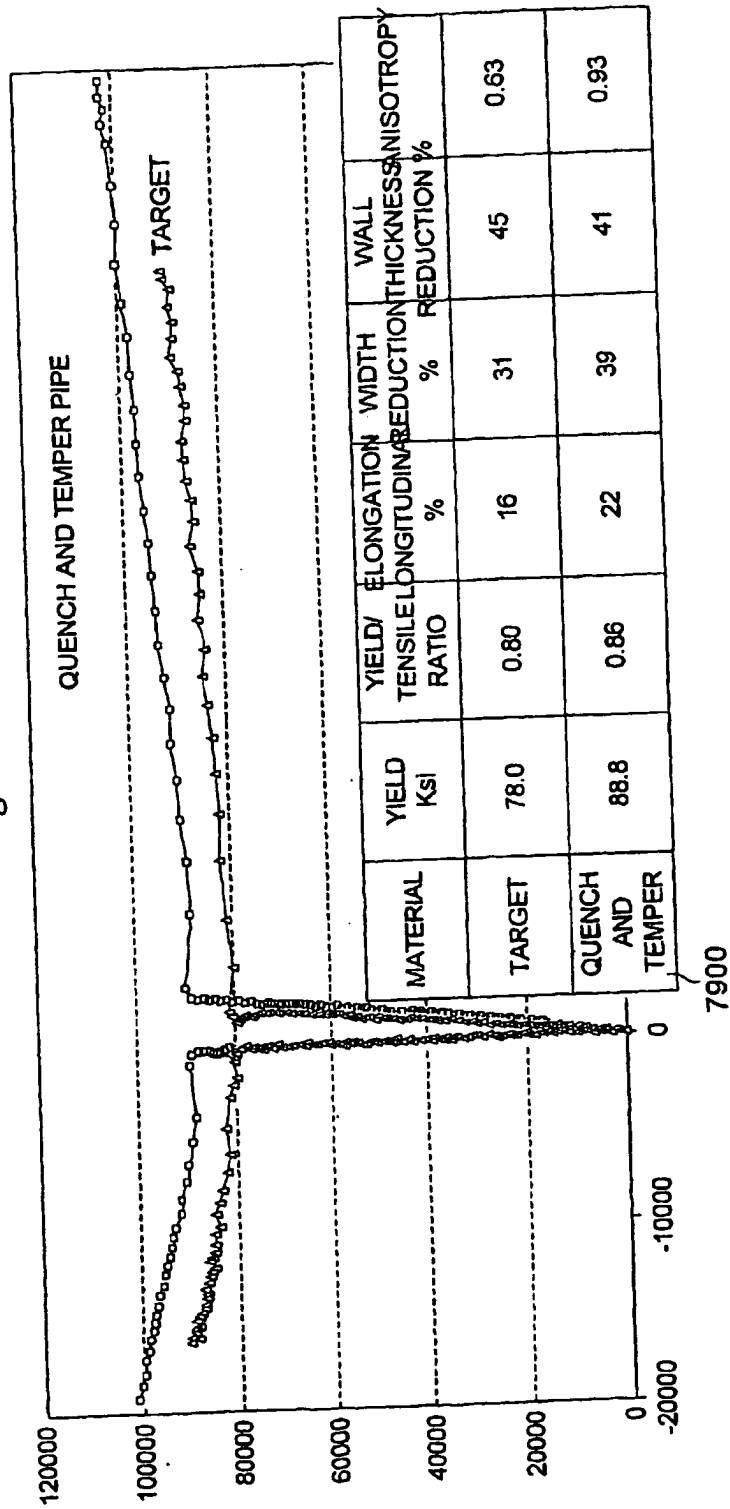 QUENCH AND TEMPER PIPE
TARGET
120000
100000
80000
60000
40000
20000
0
-20000
-10000
0
7900
MATERIAL
YIELD
Ksi
YIELD/
TENSILE
RATIO
ELONGATION
LONGITUDINAL
%
WIDTH
REDUCTION
%
WALL
THICKNESS
REDUCTION %
ANISOTROPY
TARGET 78.0 0.80 16 31 45 0.63
QUENCH
AND
TEMPER
88.8 0.86 22 39 41 0.93